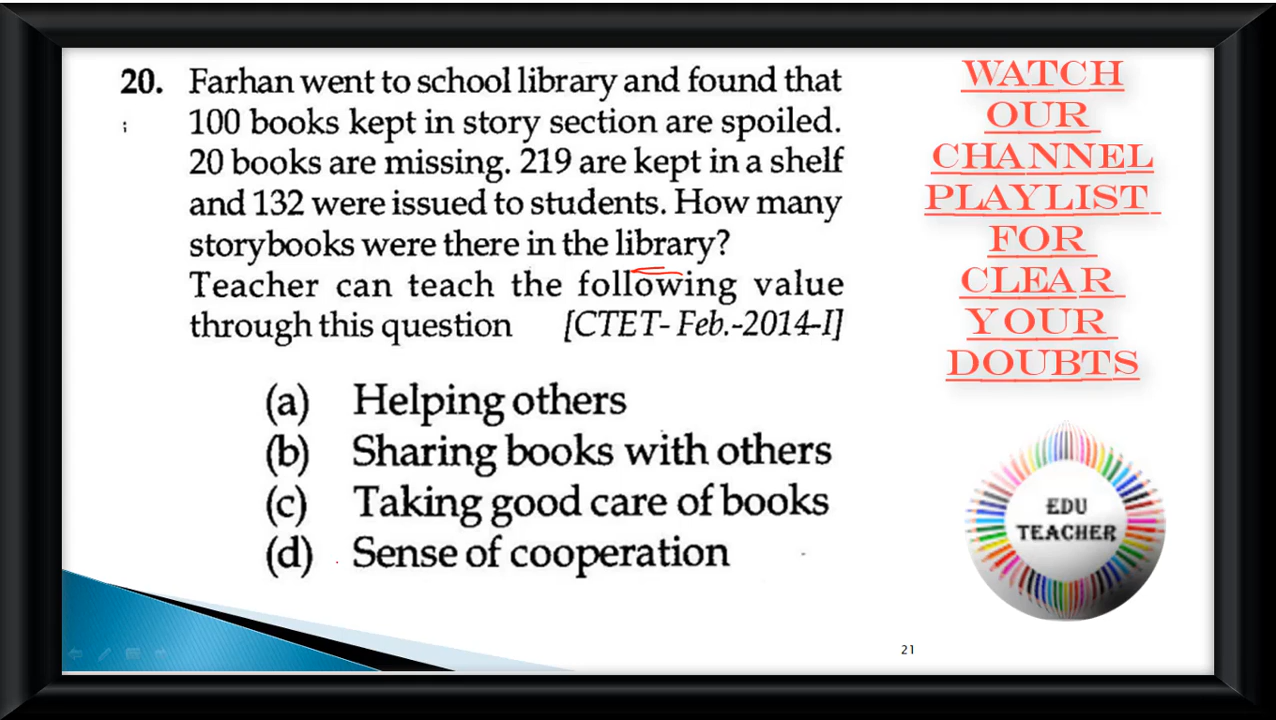 20. Farhan went to school library and found that
100 books kept in story section are spoiled.
20 books are missing. 219 are kept in a shelf
and 132 were issued to students. How many
storybooks were there in the library?
Teacher can teach the following value
through this question [CTET- Feb.-2014-I]
(a) Helping others
(b) Sharing books with others
(c) Taking good care of books
(d) Sense of cooperation
WATCH
OUR
CHANNEL
PLAYLIST
FOR
CLEAR
YOUR
DOUBTS
EDU
TEACHER
21